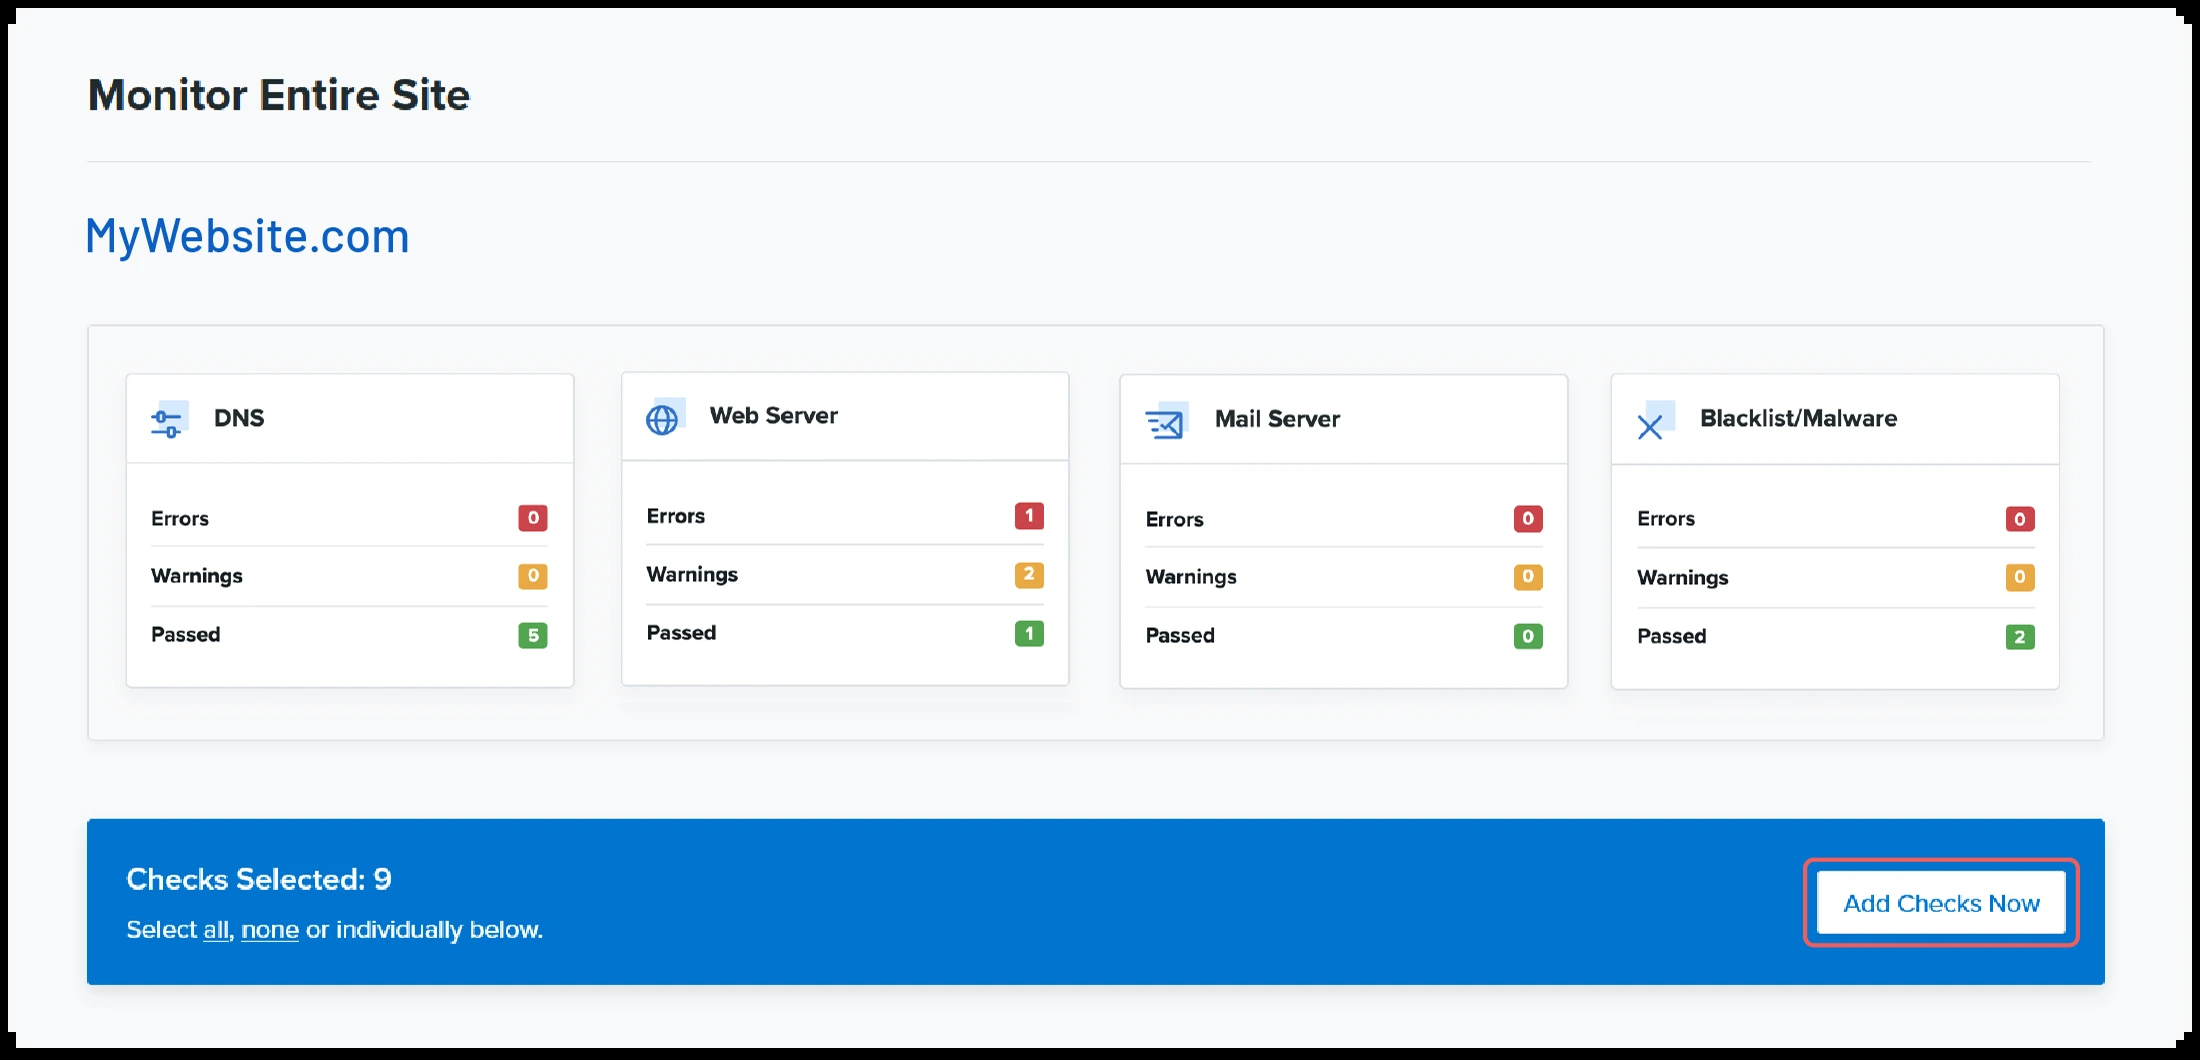 Monitor Entire Site
MyWebsite.com
DNS
Errors 0
Warnings 0
Passed 5
Web Server
Errors 1
Warnings 2
Passed 1
Mail Server
Errors 0
Warnings 0
Passed 0
Blacklist/Malware
Errors 0
Warnings 0
Passed 2
Checks Selected: 9
Select all, none or individually below.
Add Checks Now